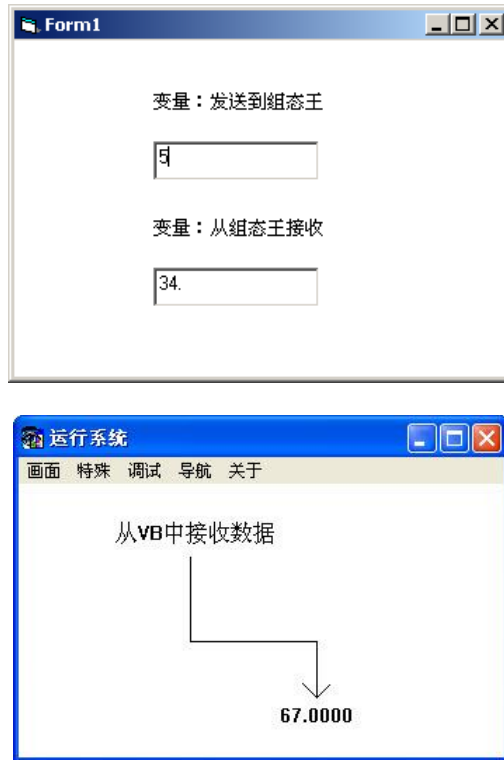 Form1
变量：发送到组态王
5
变量：从组态王接收
34.
运行系统
画面 特殊 调试 导航 关于
从VB中接收数据
67.0000